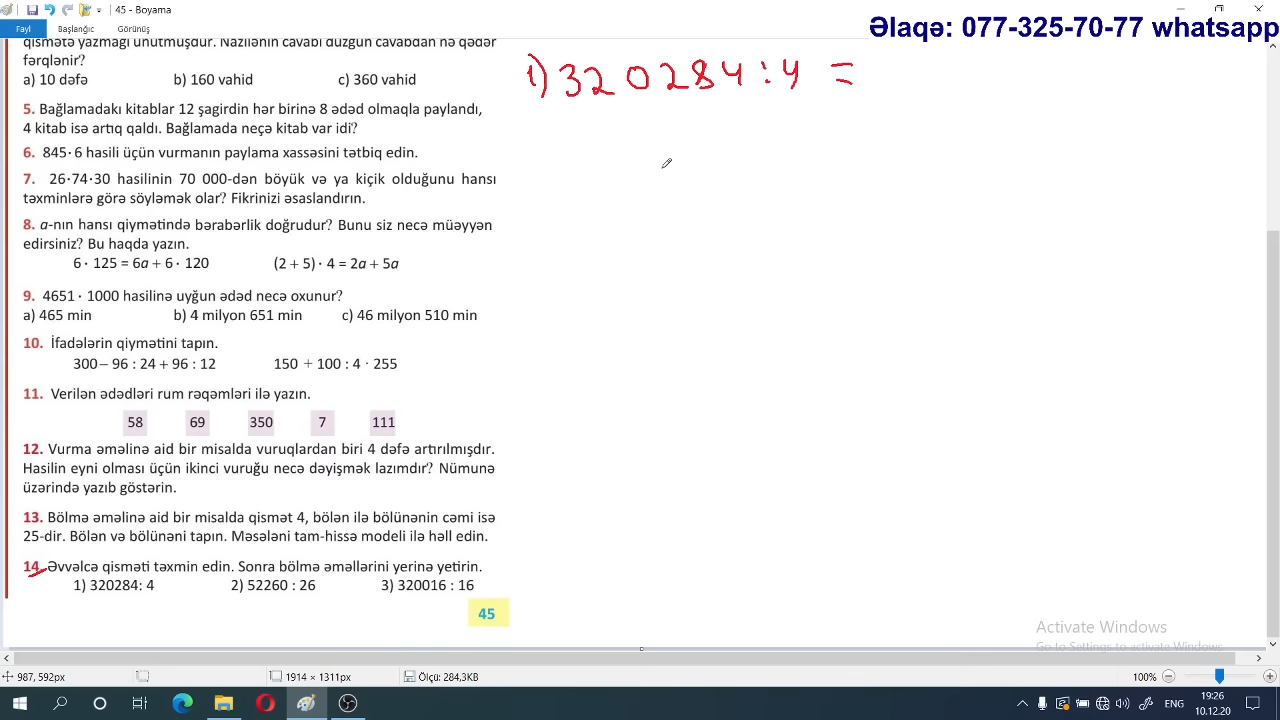 45 - Boyama
Fayl Başlanğıc Görünüş
Əlaqə: 077-325-70-77 whatsapp
qismətə yazmağı unutmuşdur. Nazilənin cavabı düzgün cavabdan nə qədər
fərqlənir?
a) 10 dəfə b) 160 vahid c) 360 vahid
1) 320284 : 4 =
5. Bağlamadakı kitablar 12 şagirdin hər birinə 8 ədəd olmaqla paylandı,
4 kitab isə artıq qaldı. Bağlamada neçə kitab var idi?
6. 845 · 6 hasili üçün vurmanın paylama xassəsini tətbiq edin.
7. 26 · 74 · 30 hasilinin 70 000-dən böyük və ya kiçik olduğunu hansı
təxminlərə görə söyləmək olar? Fikrinizi əsaslandırın.
8. a-nın hansı qiymətində bərabərlik doğrudur? Bunu siz necə müəyyən
edirsiniz? Bu haqda yazın.
6 · 125 = 6a + 6 · 120 (2 + 5) · 4 = 2a + 5a
9. 4651 · 1000 hasilinə uyğun ədəd necə oxunur?
a) 465 min b) 4 milyon 651 min c) 46 milyon 510 min
10. İfadələrin qiymətini tapın.
300 – 96 : 24 + 96 : 12 150 + 100 : 4 · 255
11. Verilən ədədləri rum rəqəmləri ilə yazın.
58 69 350 7 111
12. Vurma əməlinə aid bir misalda vuruqlardan biri 4 dəfə artırılmışdır.
Hasilin eyni olması üçün ikinci vuruğu necə dəyişmək lazımdır? Nümunə
üzərində yazıb göstərin.
13. Bölmə əməlinə aid bir misalda qismət 4, bölən ilə bölünənin cəmi isə
25-dir. Bölən və bölünəni tapın. Məsələni tam-hissə modeli ilə həll edin.
14. Əvvəlcə qisməti təxmin edin. Sonra bölmə əməllərini yerinə yetirin.
1) 320284: 4 2) 52260 : 26 3) 320016 : 16
45
Activate Windows
Go to Settings to activate Windows.
987, 592px 1914 × 1311px Ölçü: 284,3KB 100%
ENG 19:26
10.12.20